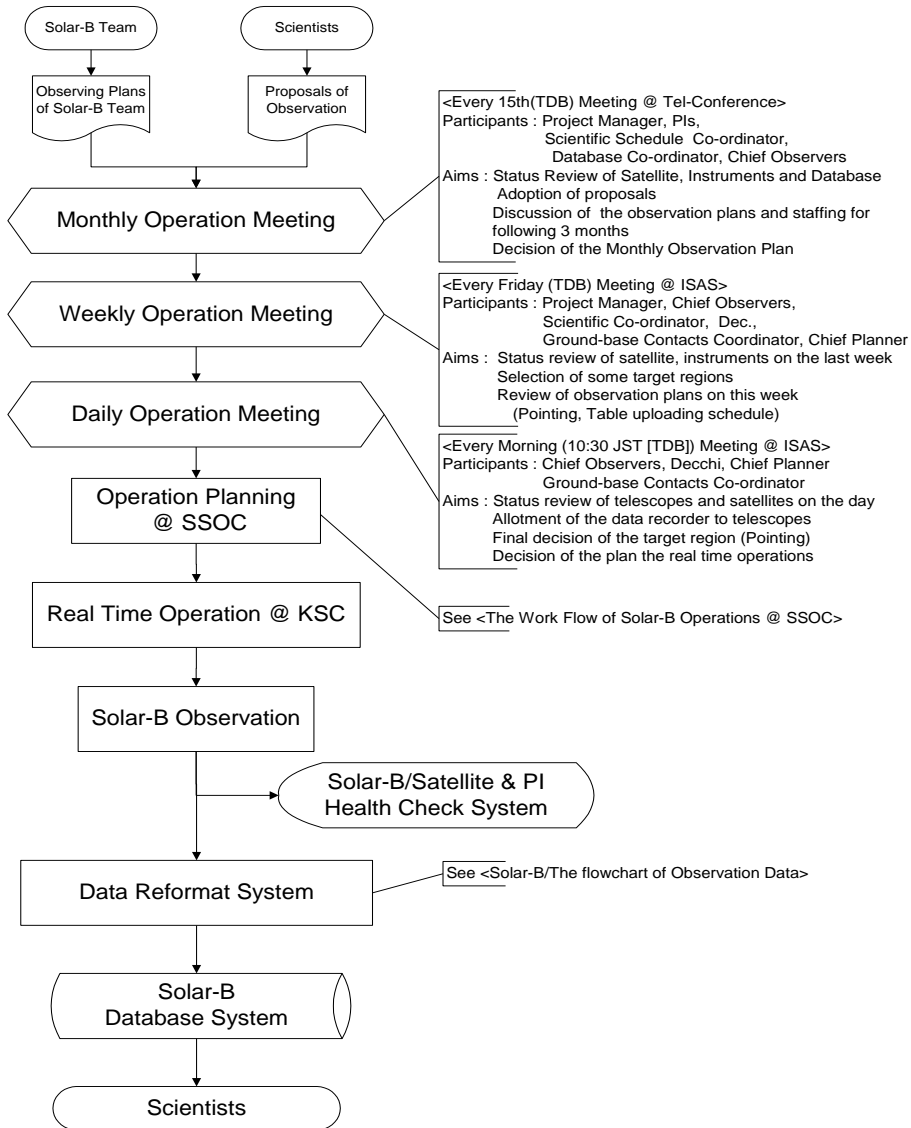 Solar-B Team
Scientists
Observing Plans
of Solar-B Team
Proposals of
Observation
<Every 15th(TDB) Meeting @ Tel-Conference>
Participants : Project Manager, PIs,
Scientific Schedule Co-ordinator,
Database Co-ordinator, Chief Observers
Aims : Status Review of Satellite, Instruments and Database
Adoption of proposals
Discussion of the observation plans and staffing for
following 3 months
Decision of the Monthly Observation Plan
Monthly Operation Meeting
<Every Friday (TDB) Meeting @ ISAS>
Participants : Project Manager, Chief Observers,
Scientific Co-ordinator, Dec.,
Ground-base Contacts Coordinator, Chief Planner
Aims : Status review of satellite, instruments on the last week
Selection of some target regions
Review of observation plans on this week
(Pointing, Table uploading schedule)
Weekly Operation Meeting
Daily Operation Meeting
<Every Morning (10:30 JST [TDB]) Meeting @ ISAS>
Participants : Chief Observers, Decchi, Chief Planner
Ground-base Contacts Co-ordinator
Aims : Status review of telescopes and satellites on the day
Allotment of the data recorder to telescopes
Final decision of the target region (Pointing)
Decision of the plan the real time operations
Operation Planning
@ SSOC
Real Time Operation @ KSC
See <The Work Flow of Solar-B Operations @ SSOC>
Solar-B Observation
Solar-B/Satellite & PI
Health Check System
Data Reformat System
See <Solar-B/The flowchart of Observation Data>
Solar-B
Database System
Scientists